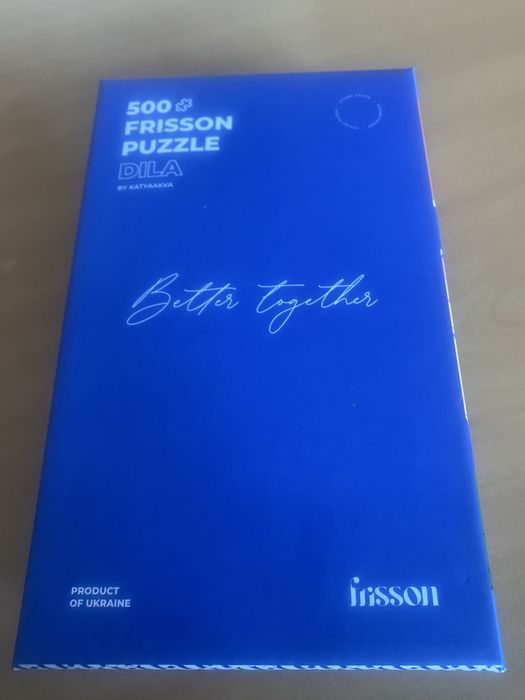 500
FRISSON
PUZZLE
DILA
BY KATYAAKVA
Better together
PRODUCT
OF UKRAINE
frisson